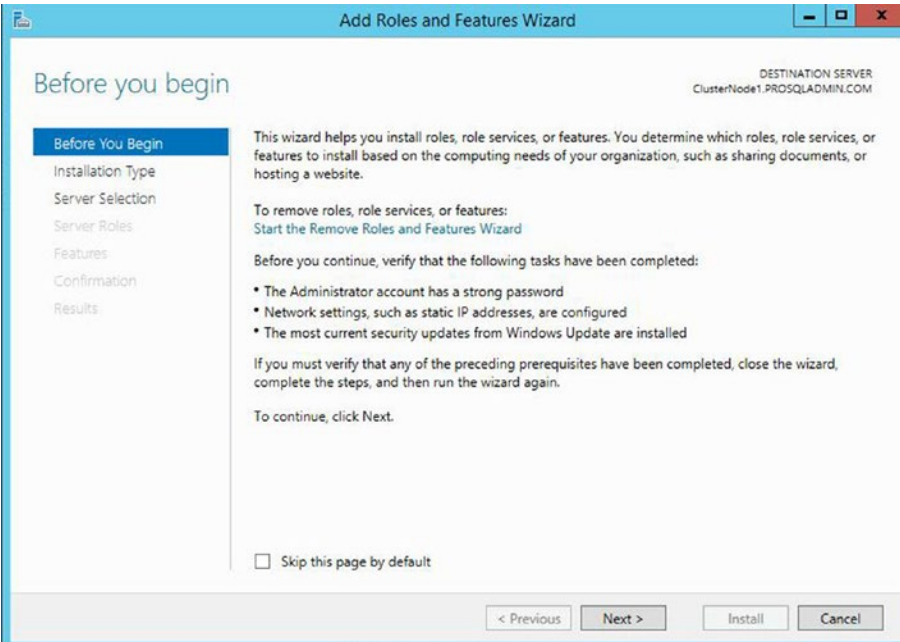 Add Roles and Features Wizard
Before you begin
DESTINATION SERVER
ClusterNode1.PROSQLADMIN.COM
Before You Begin
Installation Type
Server Selection
Server Roles
Features
Confirmation
Results
This wizard helps you install roles, role services, or features. You determine which roles, role services, or
features to install based on the computing needs of your organization, such as sharing documents, or
hosting a website.
To remove roles, role services, or features:
Start the Remove Roles and Features Wizard
Before you continue, verify that the following tasks have been completed:
• The Administrator account has a strong password
• Network settings, such as static IP addresses, are configured
• The most current security updates from Windows Update are installed
If you must verify that any of the preceding prerequisites have been completed, close the wizard,
complete the steps, and then run the wizard again.
To continue, click Next.
Skip this page by default
< Previous
Next >
Install
Cancel